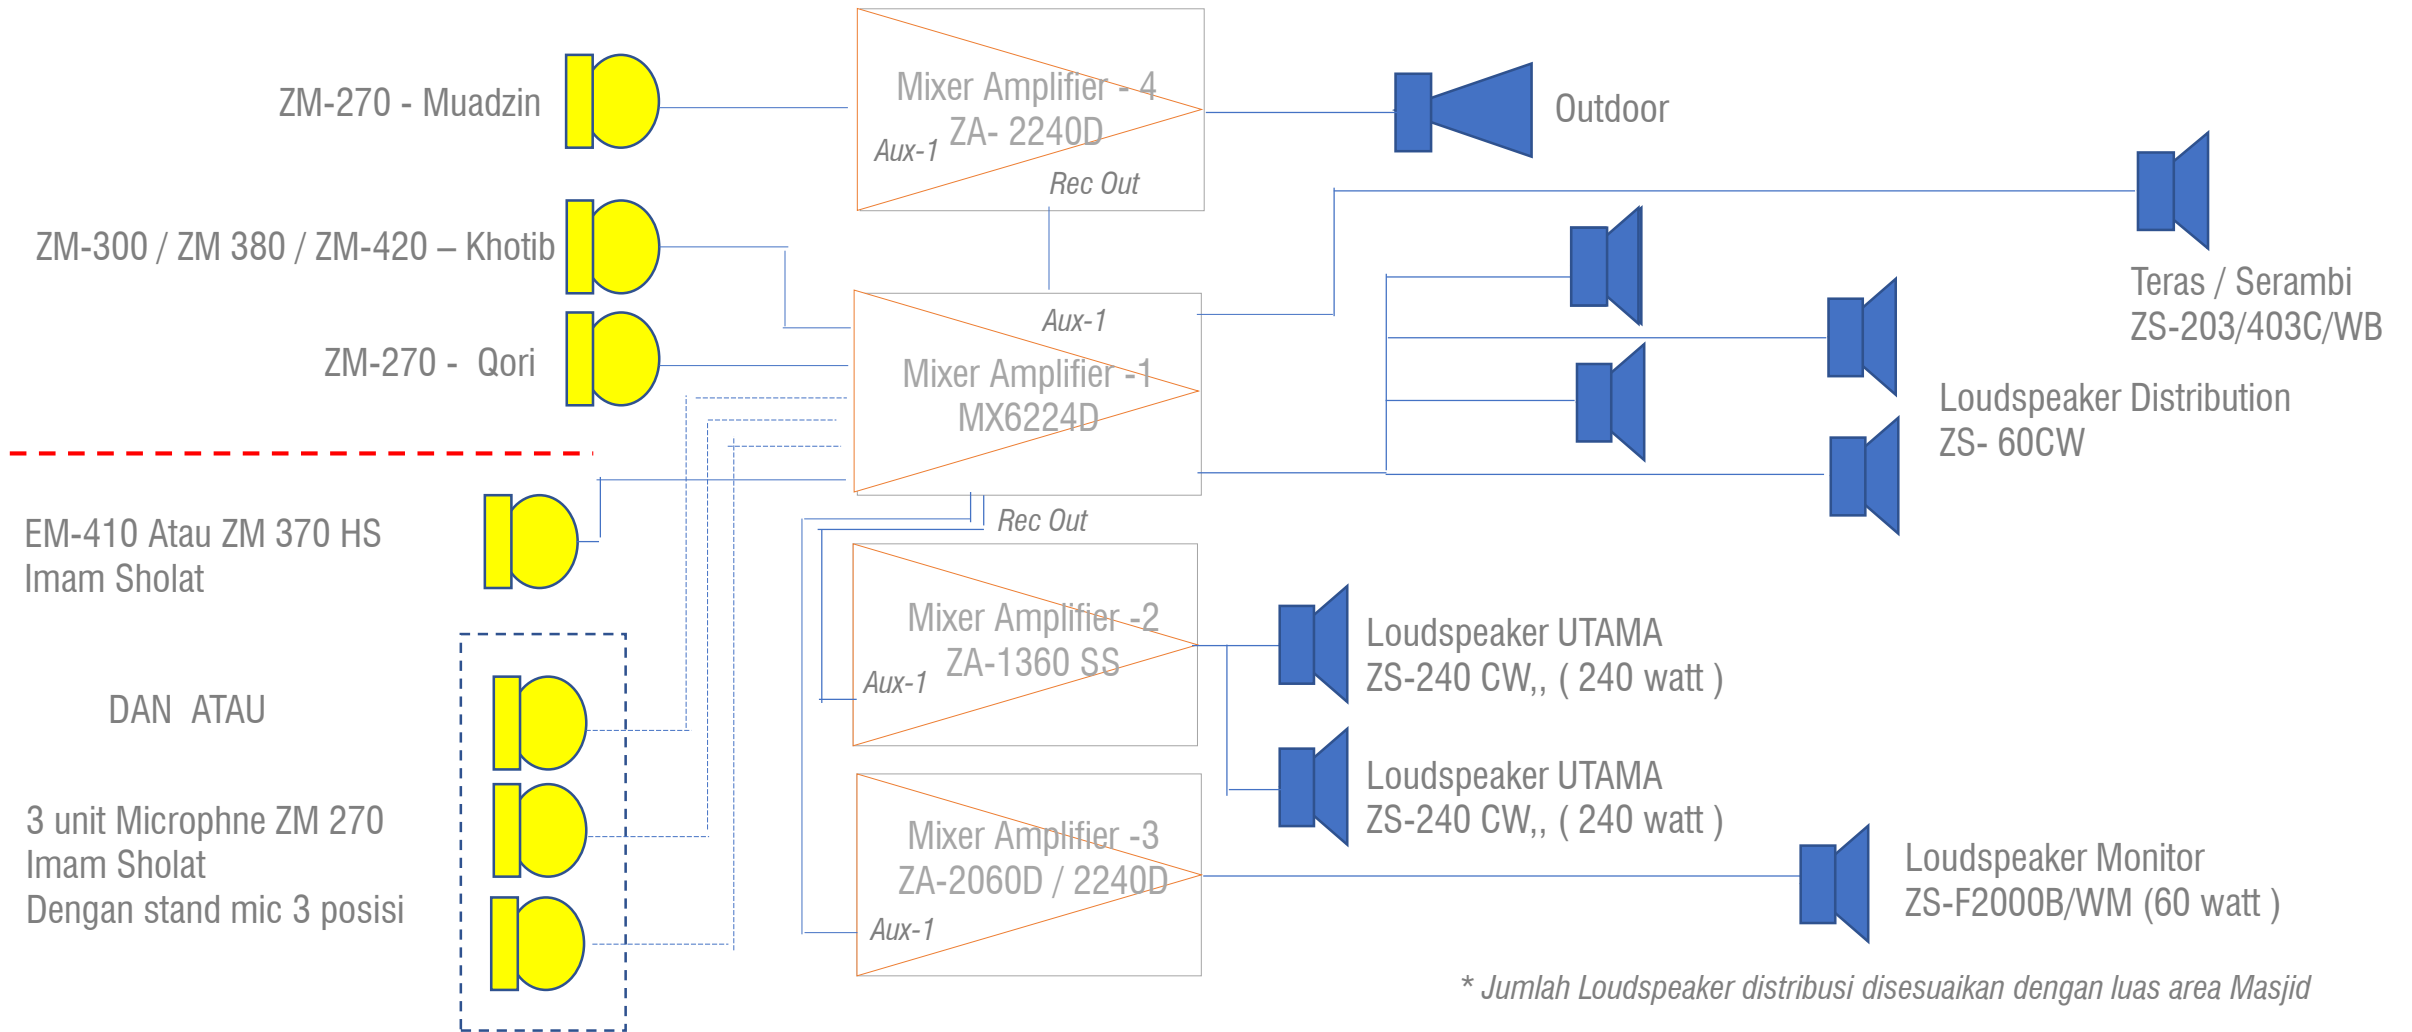 ZM-270 - Muadzin
Mixer Amplifier - 4
ZA- 2240D
Aux-1
Rec Out
Outdoor
ZM-300 / ZM 380 / ZM-420 – Khotib
ZM-270 -  Qori
Aux-1
Mixer Amplifier -1
MX6224D
Rec Out
Teras / Serambi
ZS-203/403C/WB
Loudspeaker Distribution
ZS- 60CW
EM-410 Atau ZM 370 HS
Imam Sholat
Mixer Amplifier -2
ZA-1360 SS
Aux-1
Loudspeaker UTAMA
ZS-240 CW,, ( 240 watt )
DAN  ATAU
Loudspeaker UTAMA
ZS-240 CW,, ( 240 watt )
3 unit Microphne ZM 270
Imam Sholat
Dengan stand mic 3 posisi
Mixer Amplifier -3
ZA-2060D / 2240D
Aux-1
Loudspeaker Monitor
ZS-F2000B/WM (60 watt )
* Jumlah Loudspeaker distribusi disesuaikan dengan luas area Masjid